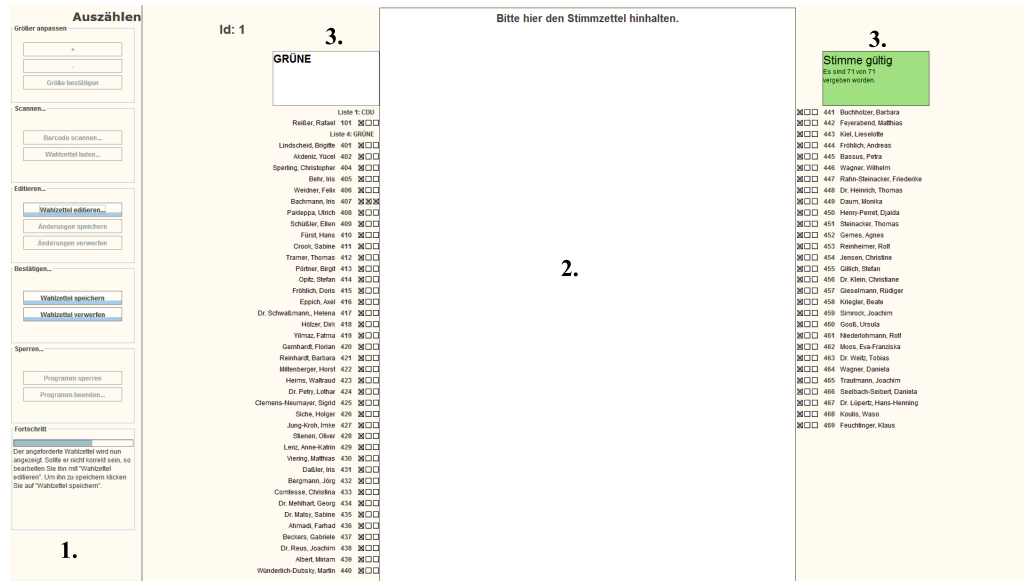 Auszählen
Größer anpassen
+
-
Größe bestätigen
Scannen...
Barcode scannen...
Wahlzettel laden...
Editieren...
Wahlzettel editieren...
Änderungen speichern
Änderungen verwerfen
Bestätigen...
Wahlzettel speichern
Wahlzettel verwerfen
Sperren...
Programm sperren
Programm beenden...
Fortschritt
Der angeforderte Wahlzettel wird nun
angezeigt. Sollte er nicht korrekt sein, so
bearbeiten Sie ihn mit "Wahlzettel
editieren". Um ihn zu speichern klicken
Sie auf "Wahlzettel speichern".
1.
Id: 1
3.
GRÜNE
Liste 1: CDU
Reißer, Rafael 101
Liste 4: GRÜNE
Lindscheid, Brigitte 401
Akdeniz, Yücel 402
Sperling, Christopher 404
Behr, Iris 405
Weidner, Felix 406
Bachmann, Iris 407
Pakleppa, Ulrich 408
Schüßler, Ellen 409
Fürst, Hans 410
Crook, Sabine 411
Tramer, Thomas 412
Pörtner, Birgit 413
Opitz, Stefan 414
Fröhlich, Doris 415
Eppich, Axel 416
Dr. Schwaßmann,, Helena 417
Hölzer, Dirk 418
Yilmaz, Fatma 419
Gernhardt, Florian 420
Reinhardt, Barbara 421
Miltenberger, Horst 422
Heims, Waltraud 423
Dr. Petry, Lothar 424
Clemens-Neumayer, Sigrid 425
Siche, Holger 426
Jung-Kroh, Imke 427
Stienen, Oliver 428
Lenz, Anne-Katrin 429
Viering, Matthias 430
Daßler, Iris 431
Bergmann, Jörg 432
Comtesse, Christina 433
Dr. Mehlhart, Georg 434
Dr. Malsy, Sabine 435
Ahmadi, Farhad 436
Beckers, Gabriele 437
Dr. Reus, Joachim 438
Albert, Miriam 439
Wünderlich-Dubsky, Martin 440
Bitte hier den Stimmzettel hinhalten.
2.
3.
Stimme gültig
Es sind 71 von 71
vergeben worden.
441 Buchholzer, Barbara
442 Feyerabend, Matthias
443 Kiel, Lieselotte
444 Fröhlich, Andreas
445 Bassus, Petra
446 Wagner, Wilhelm
447 Rahn-Steinacker, Friederike
448 Dr. Heinrich, Thomas
449 Daum, Monika
450 Henry-Perret, Djaida
451 Steinacker, Thomas
452 Gernes, Agnes
453 Reinheimer, Rolf
454 Jensen, Christine
455 Gillich, Stefan
456 Dr. Klein, Christiane
457 Gieselmann, Rüdiger
458 Kriegler, Beate
459 Simrock, Joachim
460 Gooß, Ursula
461 Niederlohmann, Rolf
462 Moos, Eva-Franziska
463 Dr. Weitz, Tobias
464 Wagner, Daniela
465 Trautmann, Joachim
466 Seelbach-Seibert, Daniela
467 Dr. Lüpertz, Hans-Henning
468 Koulis, Waso
469 Feuchtinger, Klaus